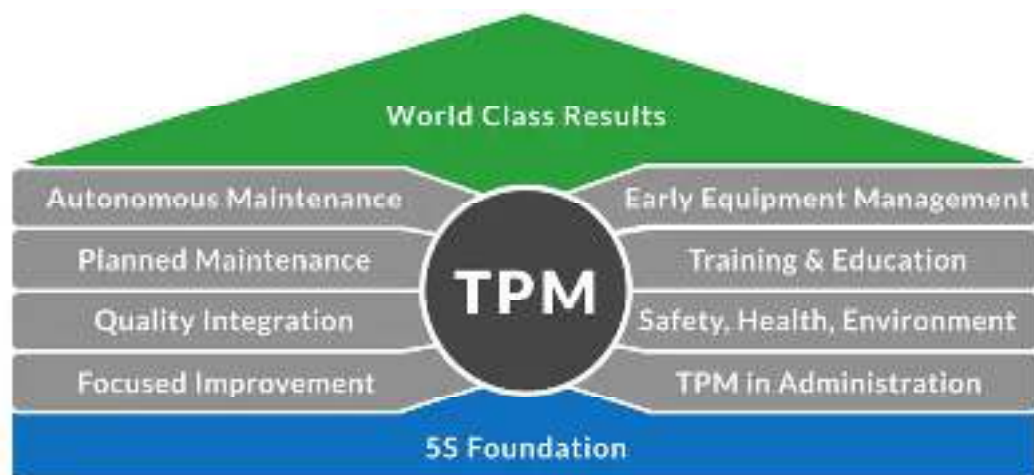 World Class Results
Autonomous Maintenance
Planned Maintenance
Quality Integration
Focused Improvement
TPM
Early Equipment Management
Training & Education
Safety, Health, Environment
TPM in Administration
5S Foundation